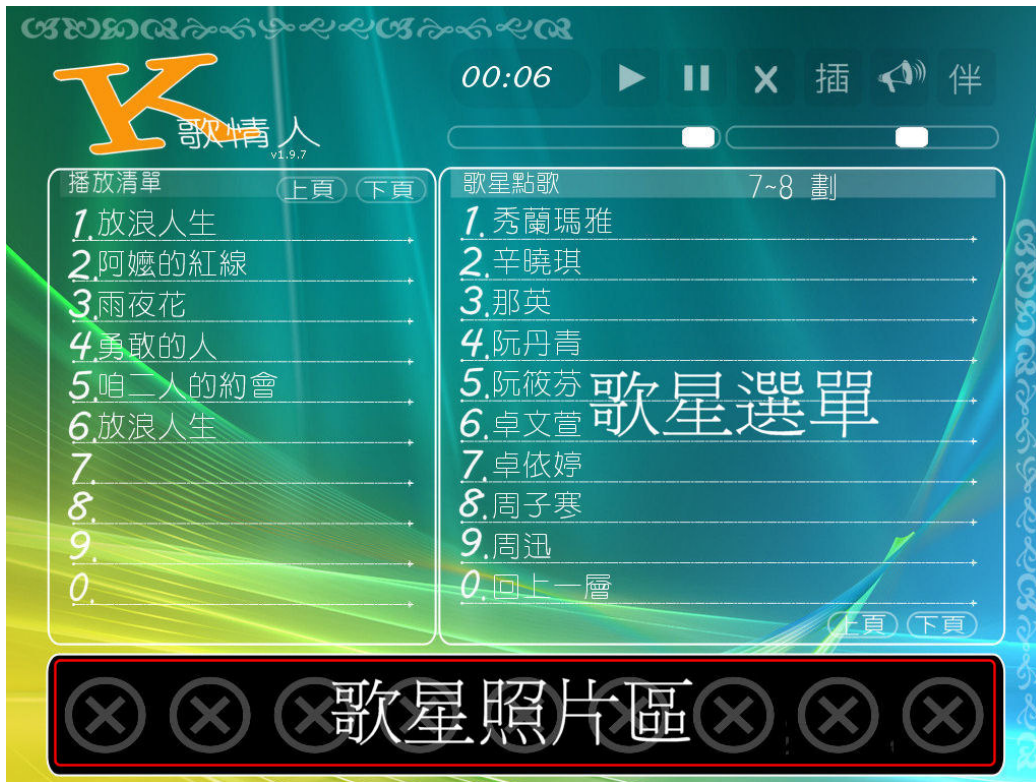 K歌情人
v1.9.7
00:06
插 伴
播放清單 上頁 下頁
1.放浪人生
2.阿嬤的紅線
3.雨夜花
4.勇敢的人
5.咱二人的約會
6.放浪人生
7.
8.
9.
0.
歌星點歌 7~8 劃
1.秀蘭瑪雅
2.辛曉琪
3.那英
4.阮丹青
5.阮筱芬
6.卓文萱
7.卓依婷
8.周子寒
9.周迅
0.回上一層
歌星選單
上頁 下頁
歌星照片區